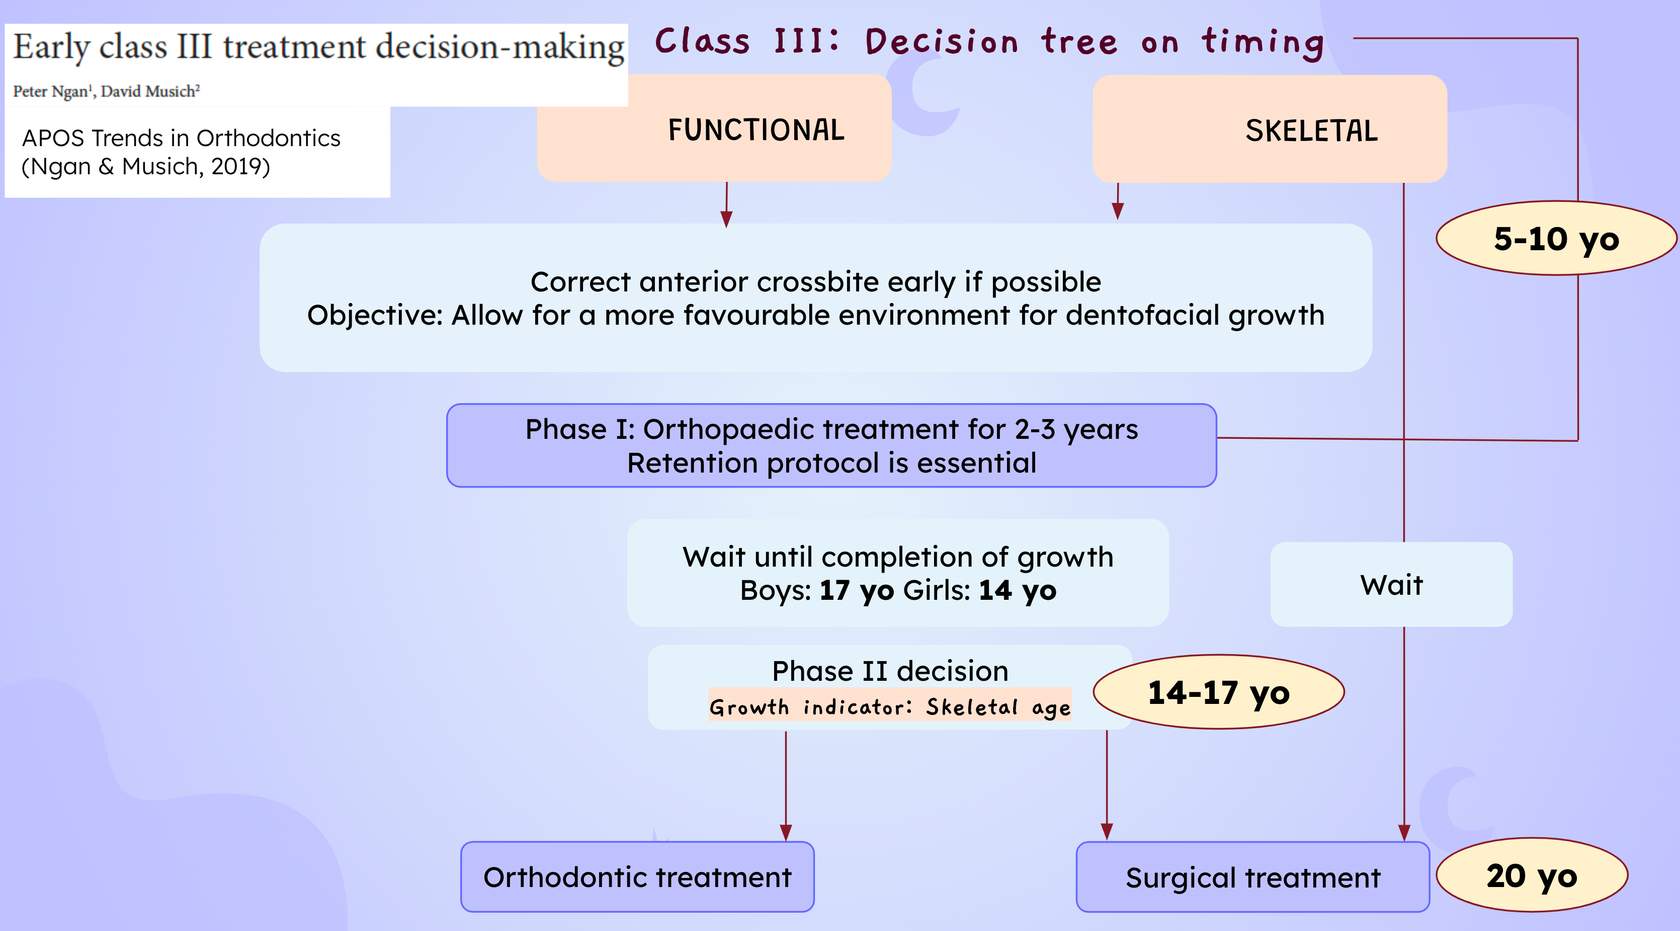 Early class III treatment decision-making
Peter Ngan¹, David Musich²
APOS Trends in Orthodontics
(Ngan & Musich, 2019)
Class III: Decision tree on timing
FUNCTIONAL
SKELETAL
5-10 yo
Correct anterior crossbite early if possible
Objective: Allow for a more favourable environment for dentofacial growth
Phase I: Orthopaedic treatment for 2-3 years
Retention protocol is essential
Wait until completion of growth
Boys: 17 yo Girls: 14 yo
Wait
Phase II decision
Growth indicator: Skeletal age
14-17 yo
Orthodontic treatment
Surgical treatment
20 yo